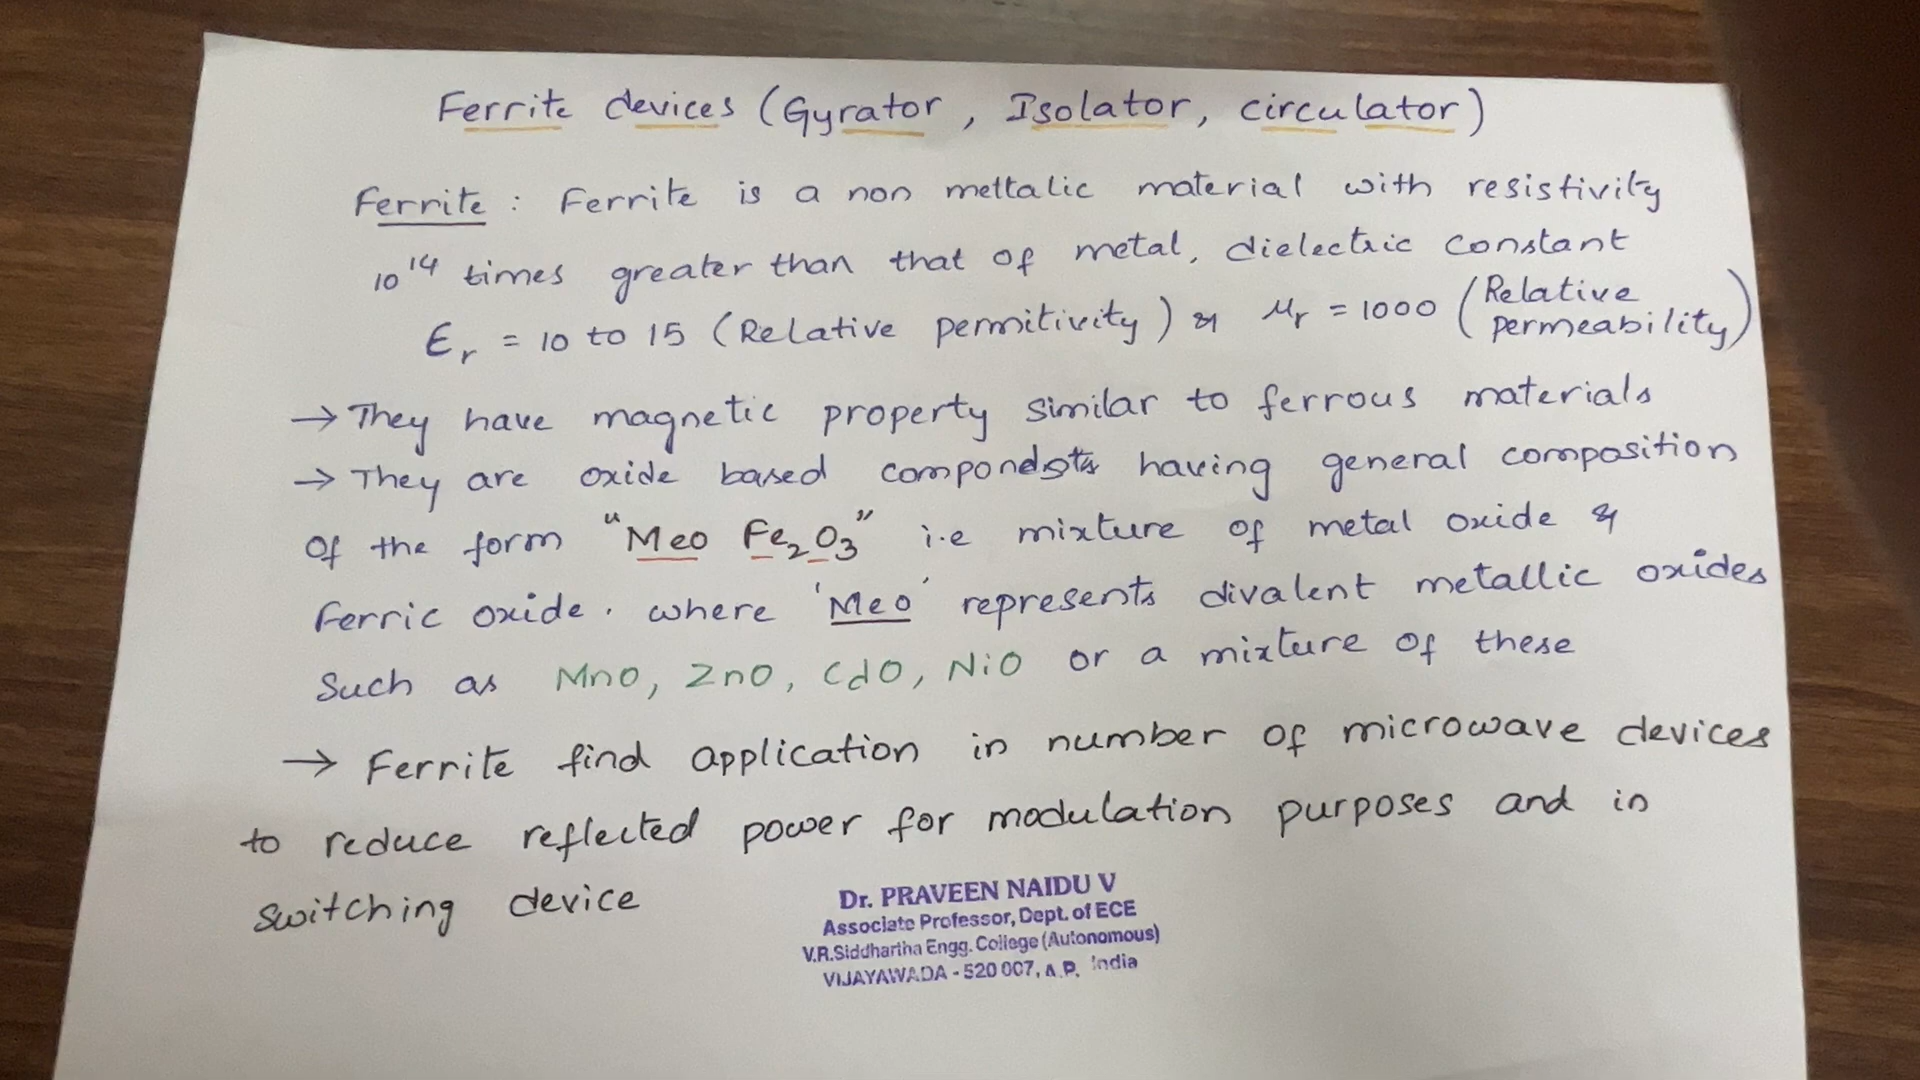 Ferrite devices (Gyrator, Isolator, circulator)
Ferrite : Ferrite is a non mettalic material with resistivity
10¹⁴ times greater than that of metal, dielectric constant
Єr = 10 to 15 (Relative permitivity) & μr = 1000 (Relative permeability)
→ They have magnetic property similar to ferrous materials
→ They are oxide based having general composition
of the form "Meo Fe₂O₃" i.e mixture of metal oxide &
ferric oxide. where 'Meo' represents divalent metallic oxides
Such as MnO, ZnO, CdO, NiO or a mixture of these
→ Ferrite find application in number of microwave devices
to reduce reflected power for modulation purposes and in
switching device
Dr. PRAVEEN NAIDU V
Associate Professor, Dept. of ECE
V.R.Siddhartha Engg. College (Autonomous)
VIJAYAWADA - 520 007, A.P. India